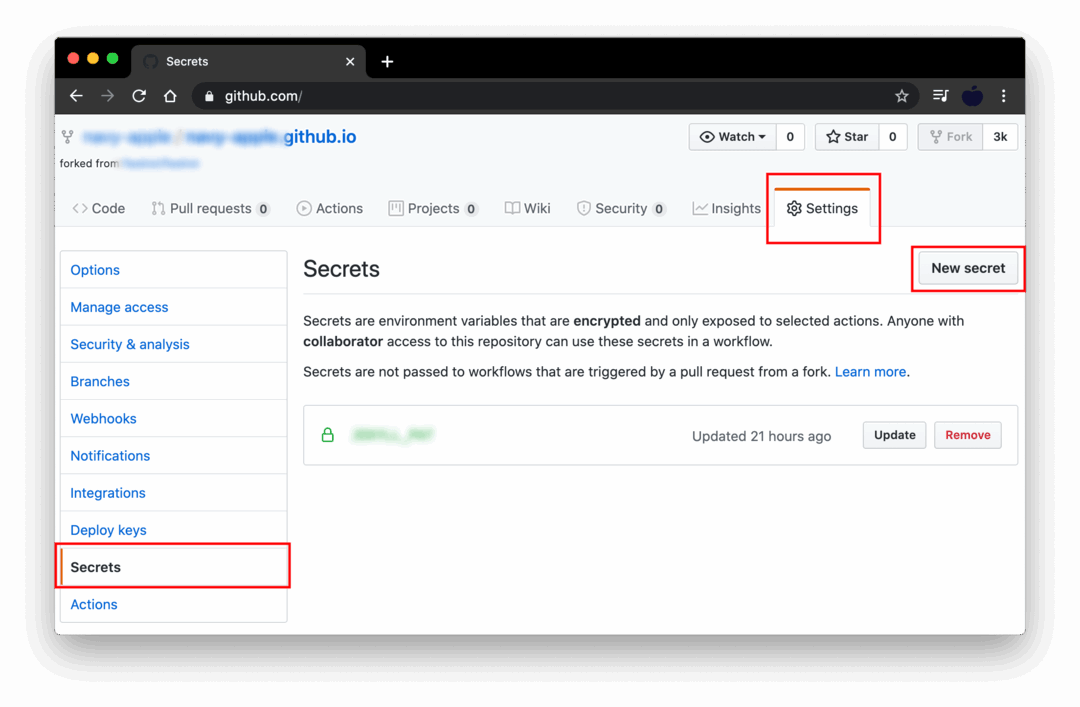 Secrets
github.com/
github.io
Watch 0 Star 0 Fork 3k
forked from
Code Pull requests 0 Actions Projects 0 Wiki Security 0 Insights Settings
Options
Manage access
Security & analysis
Branches
Webhooks
Notifications
Integrations
Deploy keys
Secrets
Actions
Secrets
New secret
Secrets are environment variables that are encrypted and only exposed to selected actions. Anyone with
collaborator access to this repository can use these secrets in a workflow.
Secrets are not passed to workflows that are triggered by a pull request from a fork. Learn more.
Updated 21 hours ago Update Remove